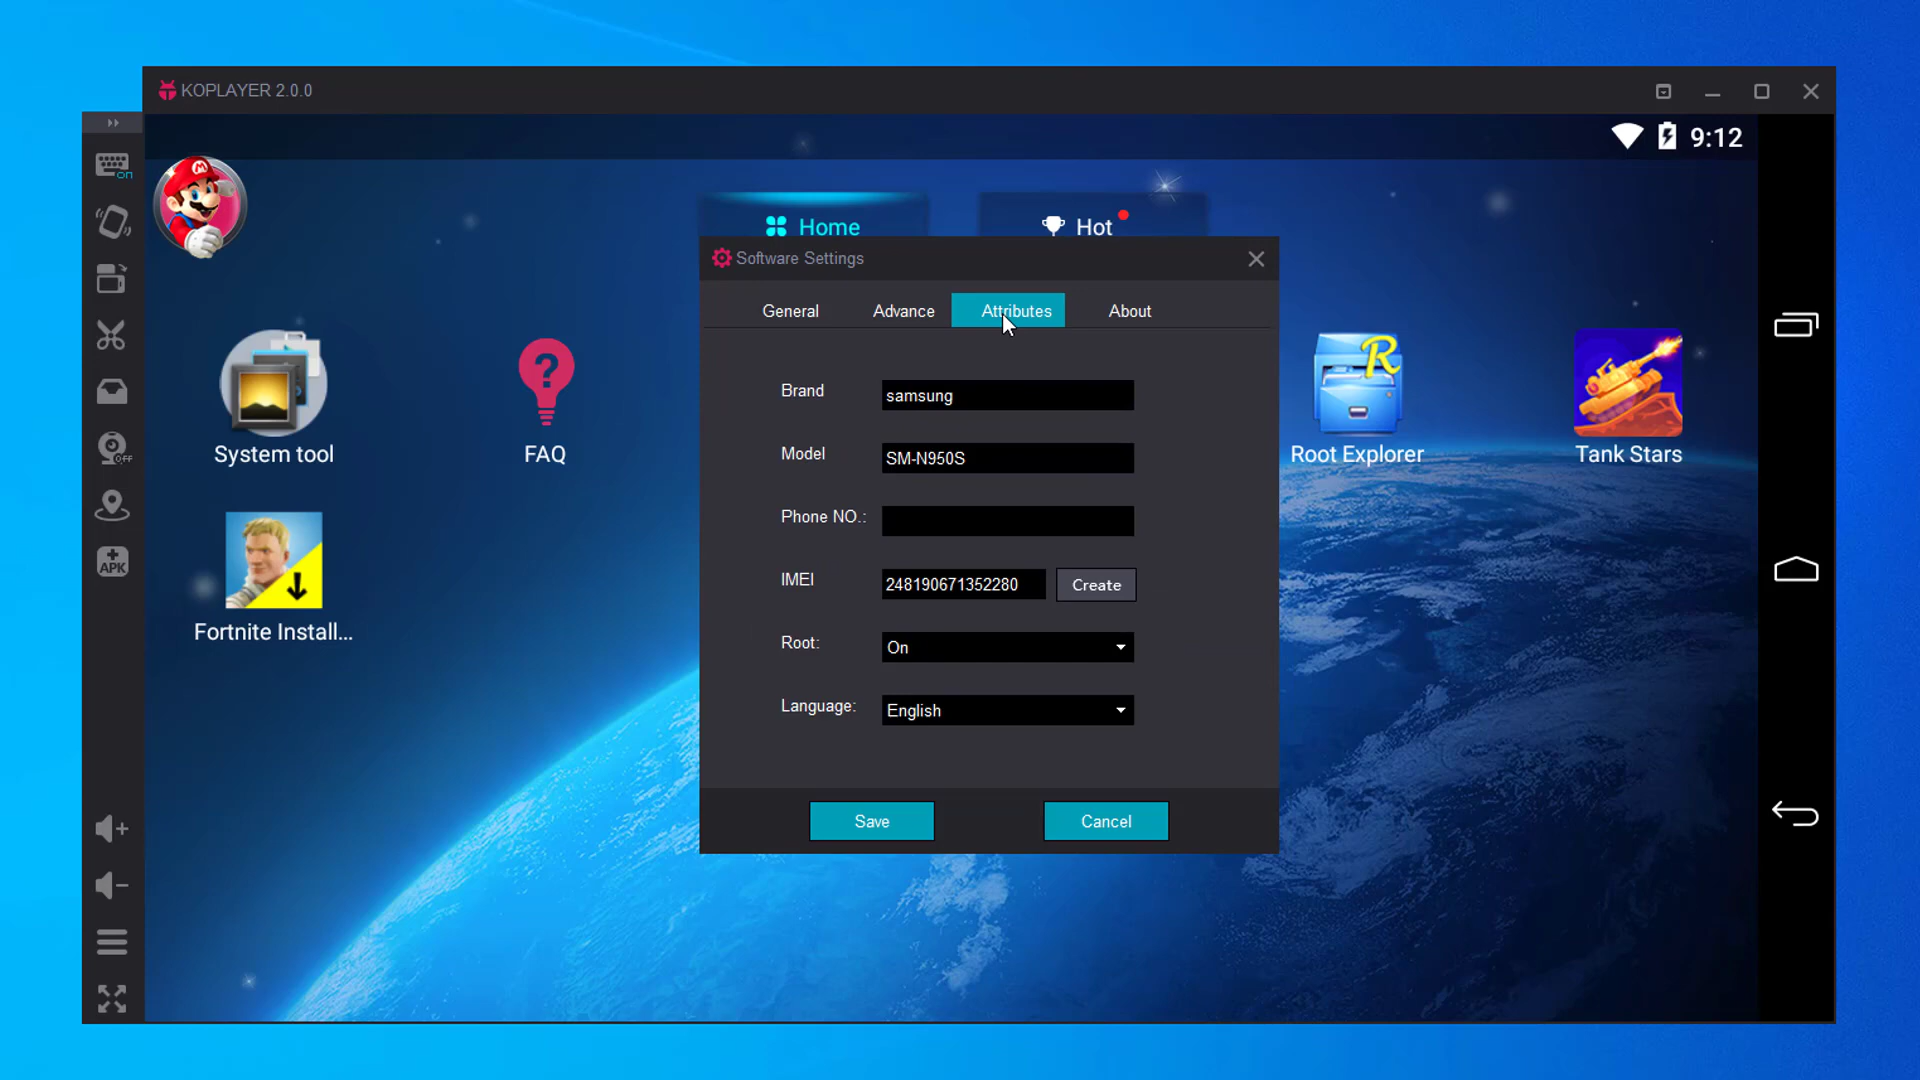 KOPLAYER 2.0.0
9:12
on
Home
Hot
Software Settings
General Advance Attributes About
Brand samsung
Model SM-N950S
Phone NO.:
IMEI 248190671352280 Create
Root: On
Language: English
Save Cancel
System tool
FAQ
R
Root Explorer
Tank Stars
M
OFF
APK
Fortnite Install...